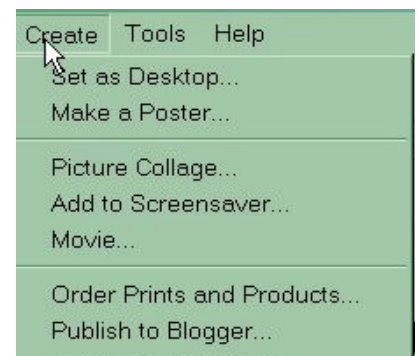 Create Tools Help
Set as Desktop...
Make a Poster...
Picture Collage...
Add to Screensaver...
Movie...
Order Prints and Products...
Publish to Blogger...